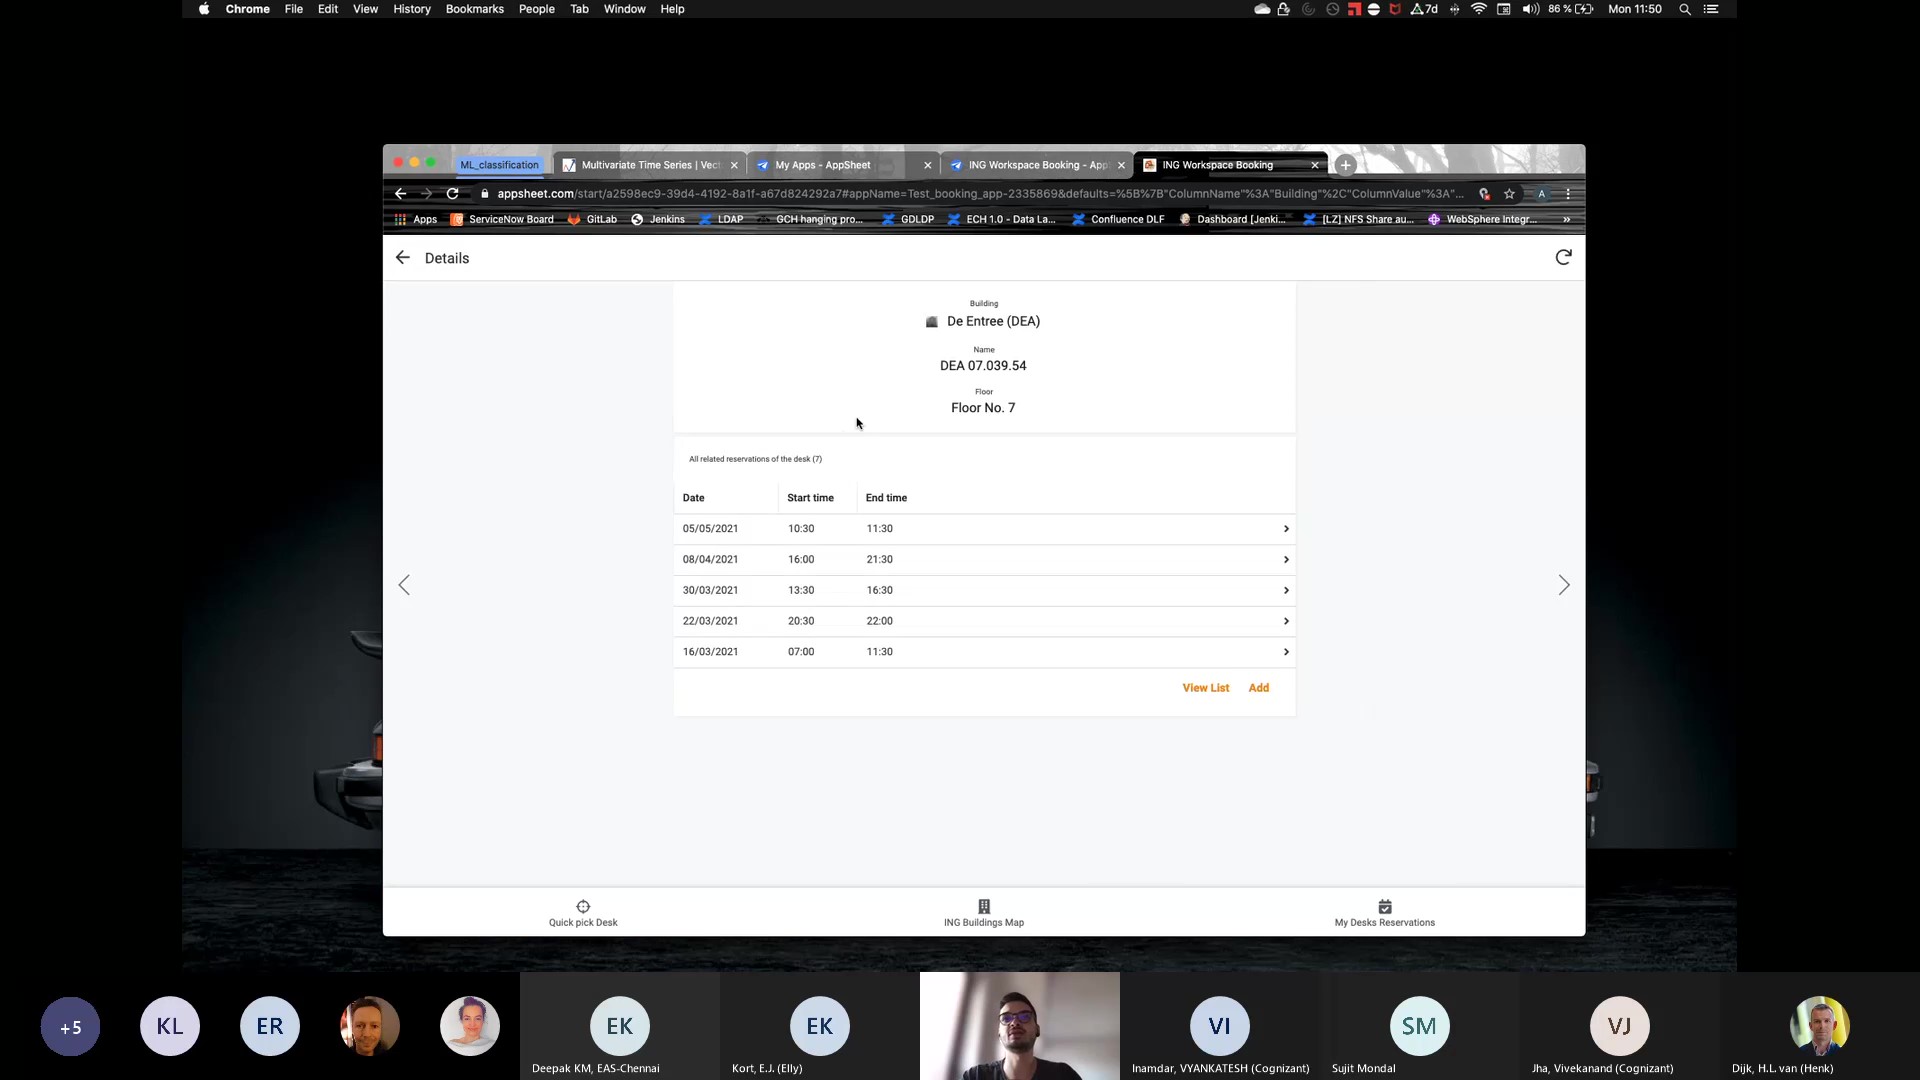 Chrome File Edit View History Bookmarks People Tab Window Help
7d 86 % Mon 11:50
ML_classification Multivariate Time Series | Vect My Apps - AppSheet ING Workspace Booking - App ING Workspace Booking
appsheet.com/start/a2598ec9-39d4-4192-8a1f-a67d824292a7#appName=Test_booking_app-2335869&defaults=%5B%7B"ColumnName"%3A"Building"%2C"ColumnValue"%3A"... A
Apps ServiceNow Board GitLab Jenkins LDAP GCH hanging pro... GDLDP ECH 1.0 - Data La... Confluence DLF Dashboard [Jenki... [LZ] NFS Share au... WebSphere Integr... »
Details
Building
De Entree (DEA)
Name
DEA 07.039.54
Floor
Floor No. 7
All related reservations of the desk (7)
Date Start time End time
05/05/2021 10:30 11:30
08/04/2021 16:00 21:30
30/03/2021 13:30 16:30
22/03/2021 20:30 22:00
16/03/2021 07:00 11:30
View List Add
Quick pick Desk ING Buildings Map My Desks Reservations
+5 KL ER EK EK VI SM VJ
Deepak KM, EAS-Chennai Kort, E.J. (Elly) Inamdar, VYANKATESH (Cognizant) Sujit Mondal Jha, Vivekanand (Cognizant) Dijk, H.L. van (Henk)